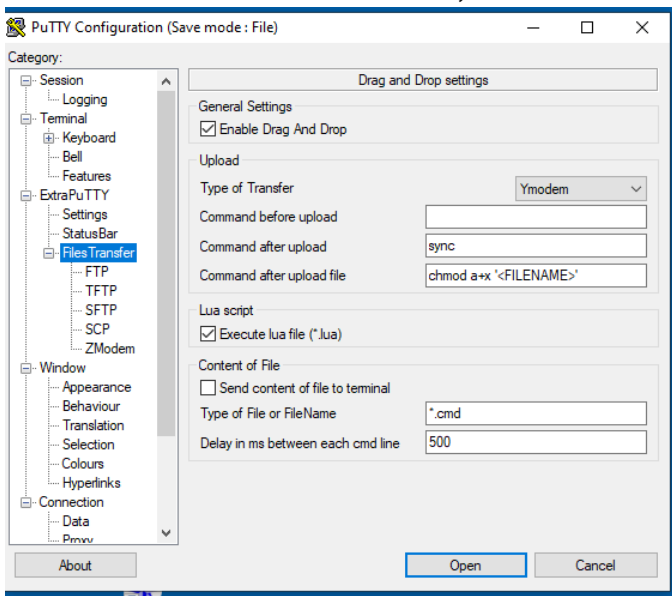 PuTTY Configuration (Save mode : File)
Category:
Session
Logging
Terminal
Keyboard
Bell
Features
ExtraPuTTY
Settings
StatusBar
FilesTransfer
FTP
TFTP
SFTP
SCP
ZModem
Window
Appearance
Behaviour
Translation
Selection
Colours
Hyperlinks
Connection
Data
Proxy
Drag and Drop settings
General Settings
Enable Drag And Drop
Upload
Type of Transfer Ymodem
Command before upload
Command after upload sync
Command after upload file chmod a+x '<FILENAME>'
Lua script
Execute lua file (*.lua)
Content of File
Send content of file to terminal
Type of File or FileName *.cmd
Delay in ms between each cmd line 500
About Open Cancel